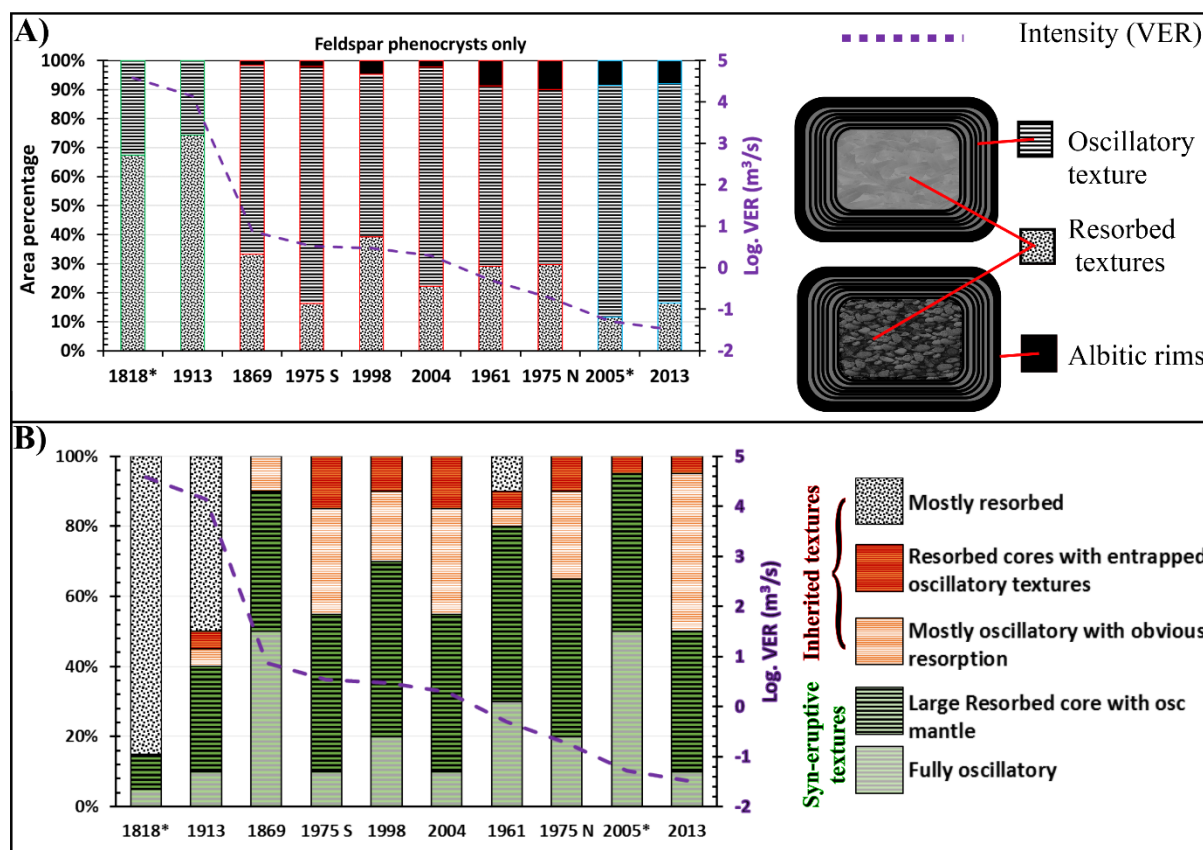 A)
Feldspar phenocrysts only
Intensity (VER)
Area percentage
100%
90%
80%
70%
60%
50%
40%
30%
20%
10%
0%
5
4
3
2
1
0
-1
-2
Log. VER (m³/s)
1818* 1913 1869 1975 S 1998 2004 1961 1975 N 2005* 2013
Oscillatory
texture
Resorbed
textures
Albitic rims
B)
100%
80%
60%
40%
20%
0%
5
4
3
2
1
0
-1
-2
Log. VER (m³/s)
1818* 1913 1869 1975 S 1998 2004 1961 1975 N 2005* 2013
Inherited textures
Mostly resorbed
Resorbed cores with entrapped
oscillatory textures
Mostly oscillatory with obvious
resorption
Syn-eruptive
textures
Large Resorbed core with osc
mantle
Fully oscillatory